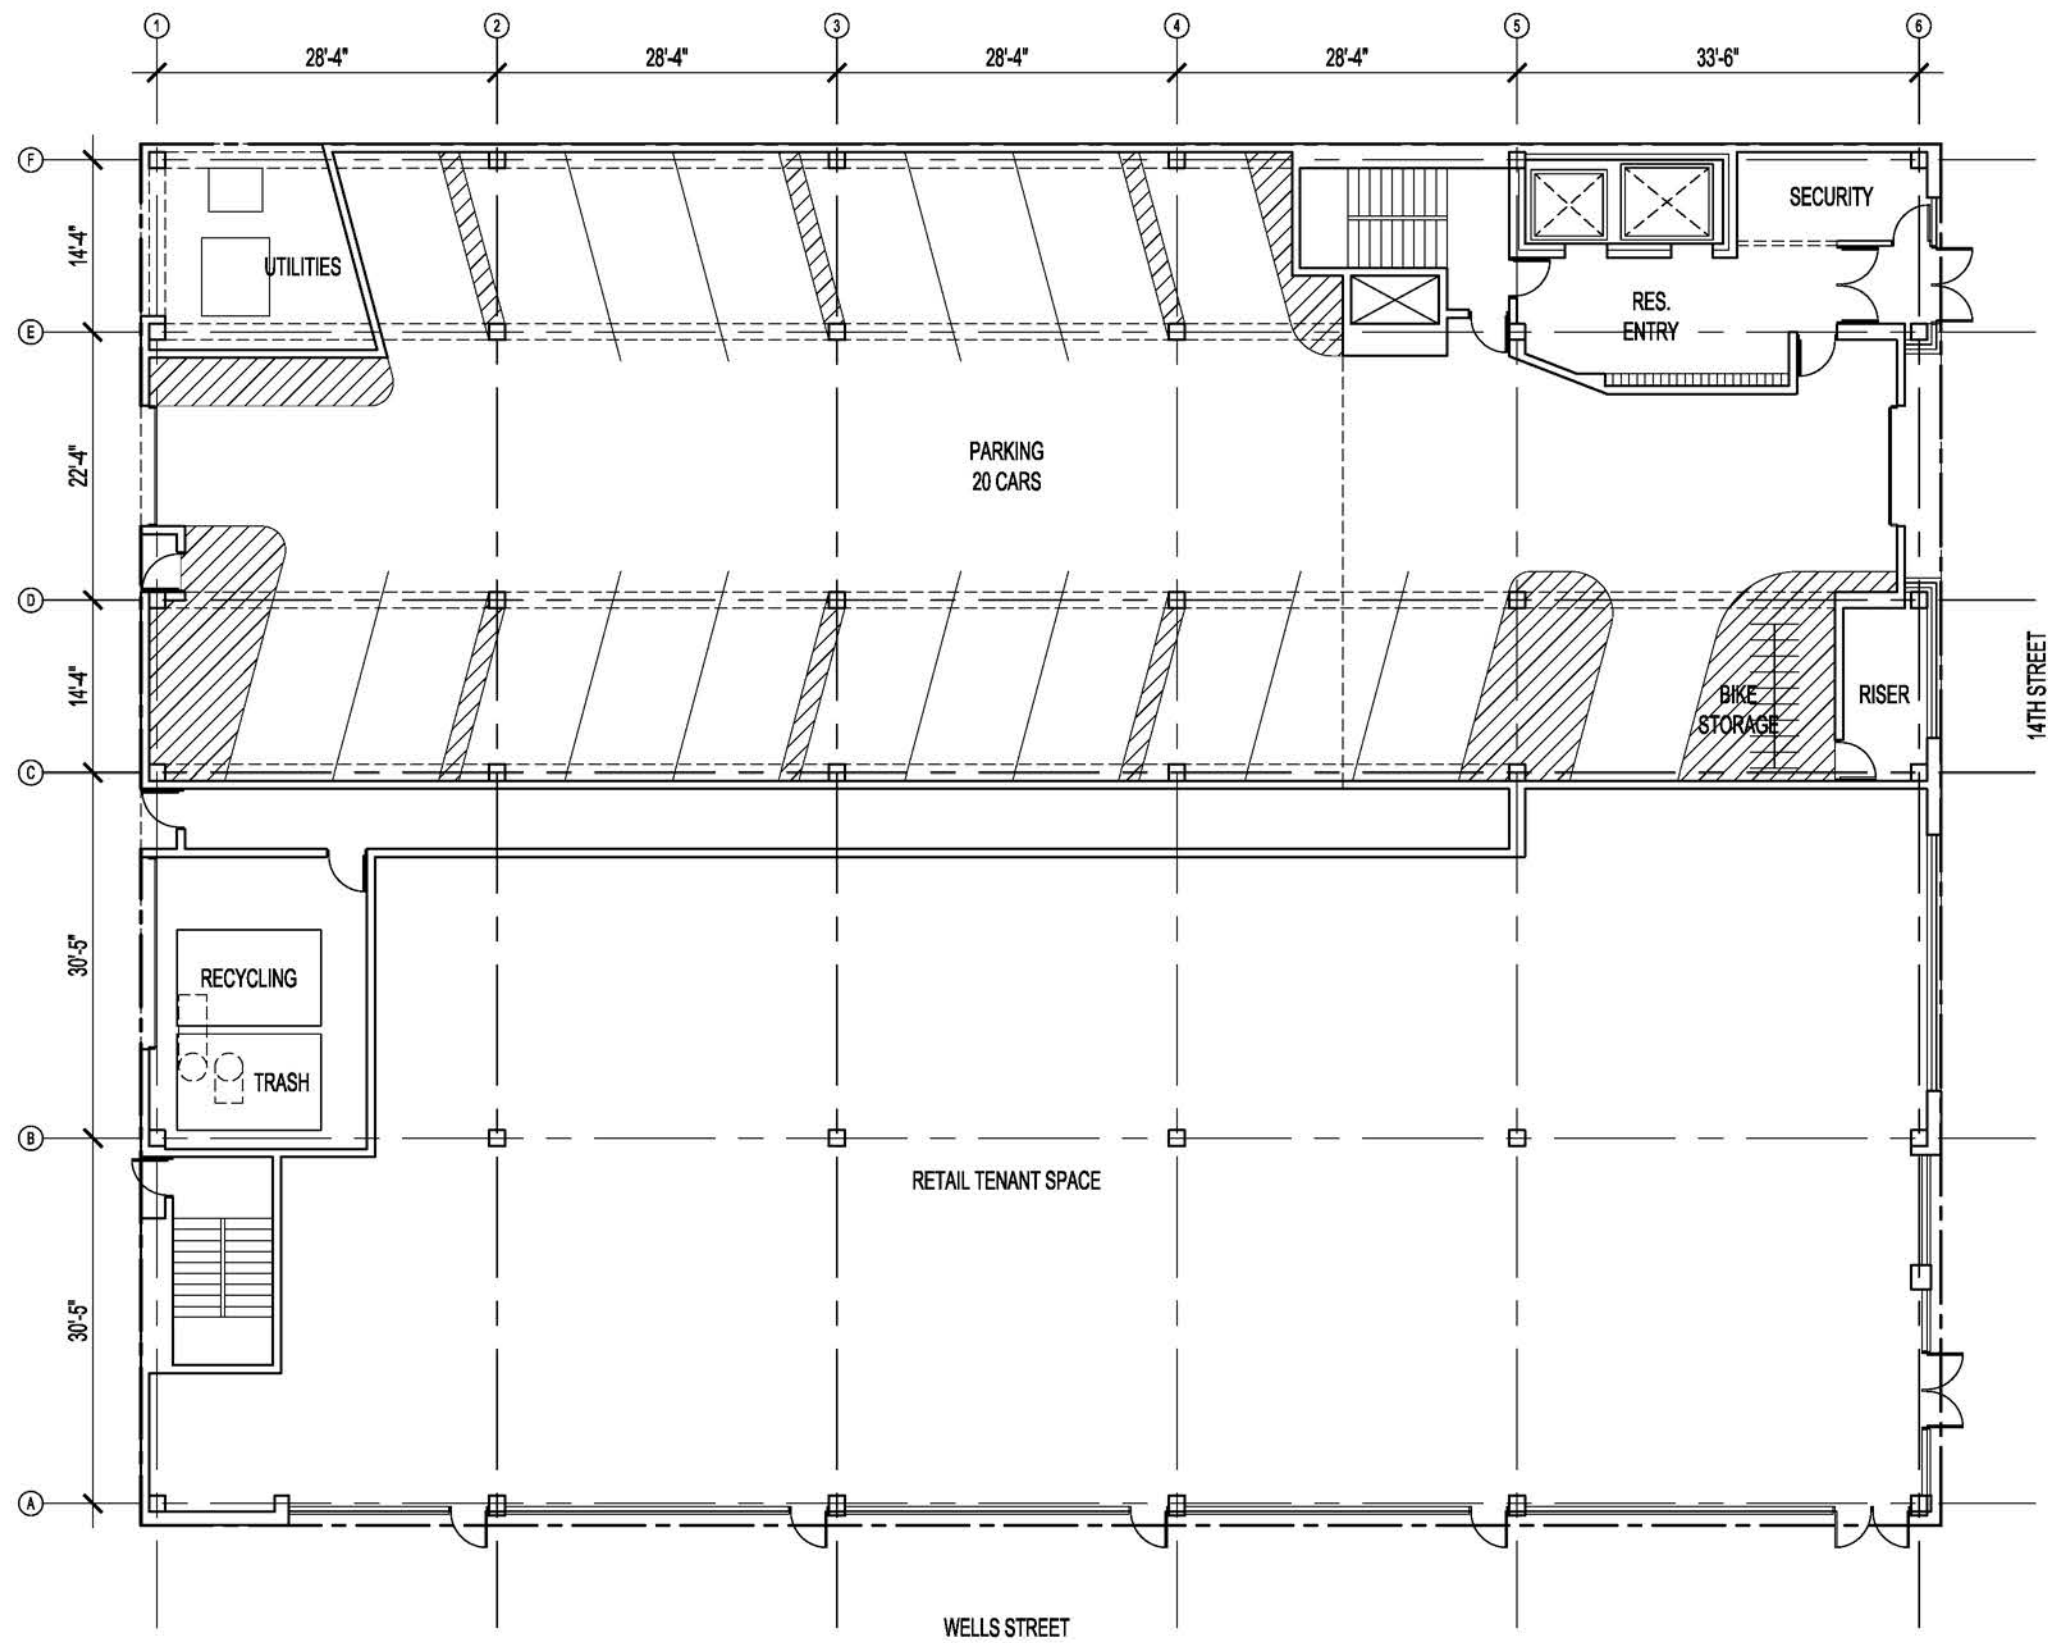 1 2 3 4 5 6
28'-4" 28'-4" 28'-4" 28'-4" 33'-6"
F
SECURITY
14'-4"
UTILITIES
RES.
ENTRY
E
PARKING
20 CARS
22'-4"
D
14'-4"
BIKE
STORAGE
RISER
14TH STREET
C
30'-5"
RECYCLING
TRASH
B
RETAIL TENANT SPACE
30'-5"
A
WELLS STREET